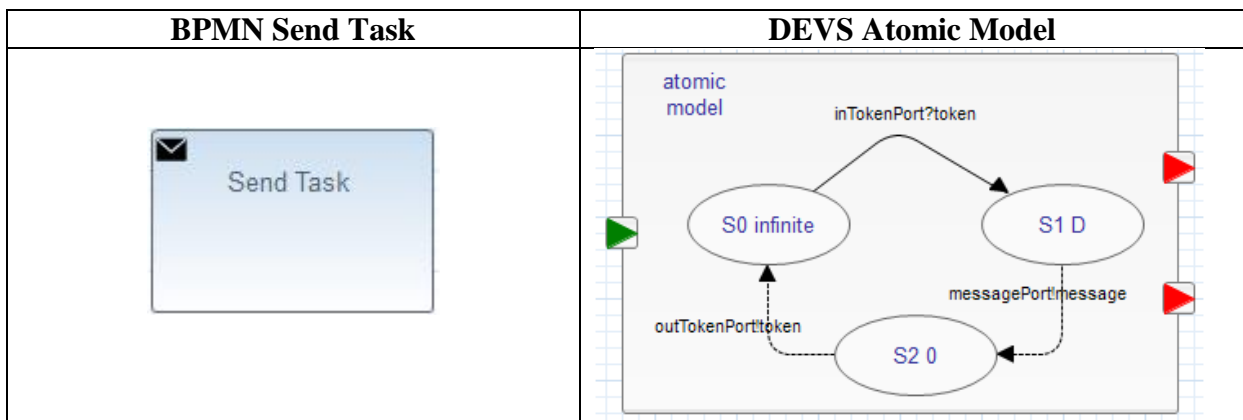 BPMN Send Task
DEVS Atomic Model
Send Task
atomic
model
inTokenPort?token
S0 infinite
S1 D
messagePort!message
outTokenPort!token
S2 0